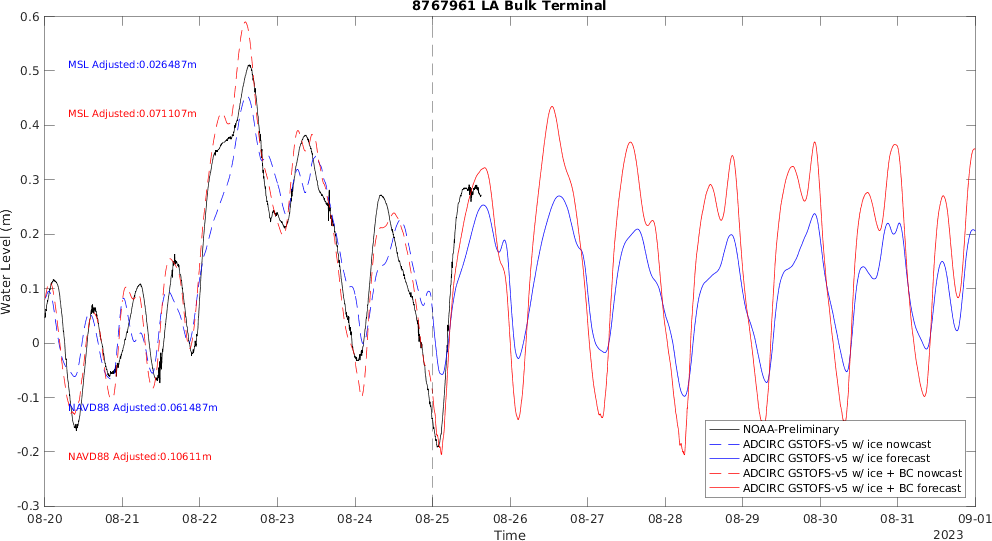 8767961 LA Bulk Terminal
0.6
0.5
0.4
0.3
0.2
0.1
0
-0.1
-0.2
-0.3
Water Level (m)
MSL Adjusted:0.026487m
MSL Adjusted:0.071107m
NAVD88 Adjusted:0.061487m
NAVD88 Adjusted:0.10611m
NOAA-Preliminary
ADCIRC GSTOFS-v5 w/ ice nowcast
ADCIRC GSTOFS-v5 w/ ice forecast
ADCIRC GSTOFS-v5 w/ ice + BC nowcast
ADCIRC GSTOFS-v5 w/ ice + BC forecast
08-20 08-21 08-22 08-23 08-24 08-25 08-26 08-27 08-28 08-29 08-30 08-31 09-01
Time
2023